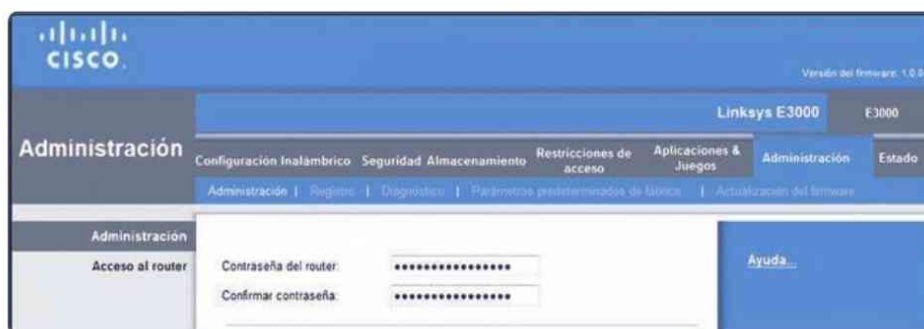 CISCO.
Versión del firmware: 1.0.0
Linksys E3000 E3000
Administración
Configuración Inalámbrico Seguridad Almacenamiento Restricciones de acceso Aplicaciones & Juegos Administración Estado
Administración | Registro | Diagnóstico | Parámetros predeterminados de fábrica | Actualización del firmware
Administración
Acceso al router
Contraseña del router:
Confirmar contraseña:
Ayuda...